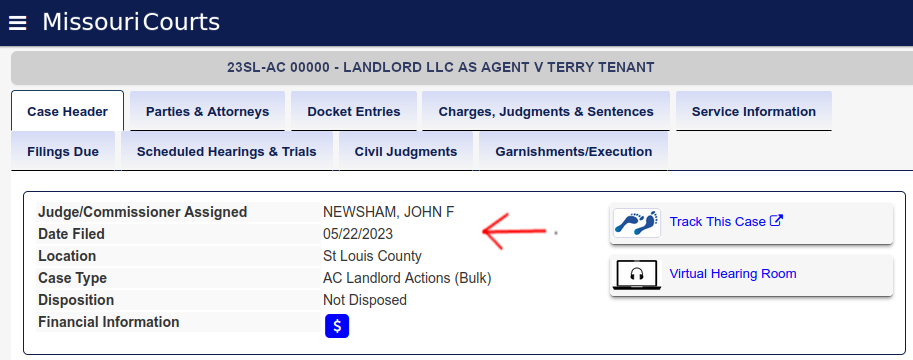 MissouriCourts
23SL-AC 00000 - LANDLORD LLC AS AGENT V TERRY TENANT
Case Header Parties & Attorneys Docket Entries Charges, Judgments & Sentences Service Information
Filings Due Scheduled Hearings & Trials Civil Judgments Garnishments/Execution
Judge/Commissioner Assigned NEWSHAM, JOHN F
Date Filed 05/22/2023
Location St Louis County
Case Type AC Landlord Actions (Bulk)
Disposition Not Disposed
Financial Information $
Track This Case
Virtual Hearing Room